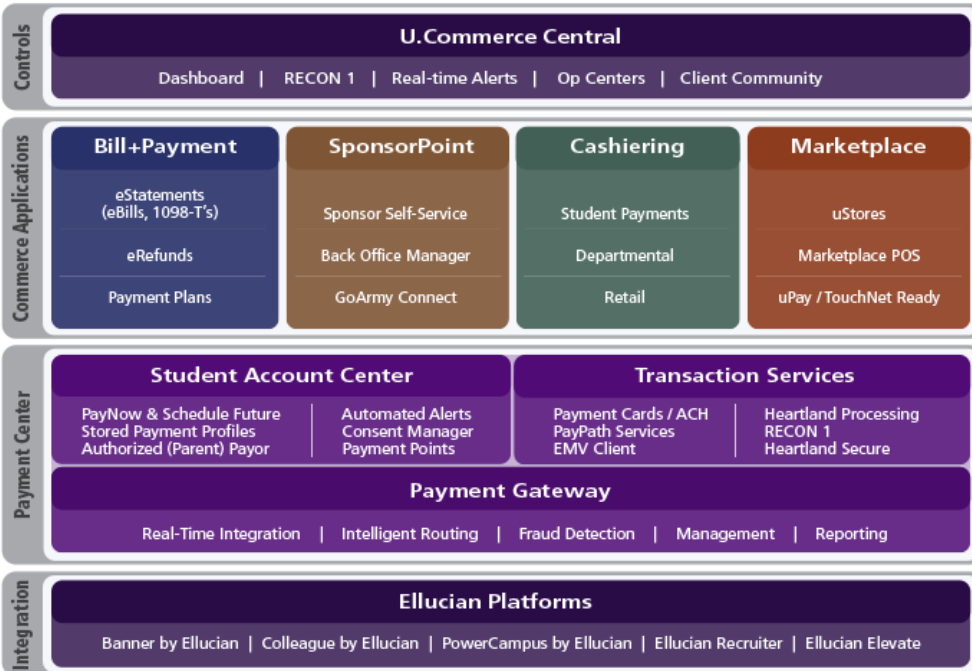 Controls
U.Commerce Central
Dashboard | RECON 1 | Real-time Alerts | Op Centers | Client Community
Commerce Applications
Bill+Payment
eStatements
(eBills, 1098-T's)
eRefunds
Payment Plans
SponsorPoint
Sponsor Self-Service
Back Office Manager
GoArmy Connect
Cashiering
Student Payments
Departmental
Retail
Marketplace
uStores
Marketplace POS
uPay / TouchNet Ready
Payment Center
Student Account Center
PayNow & Schedule Future
Stored Payment Profiles
Authorized (Parent) Payor
Automated Alerts
Consent Manager
Payment Points
Transaction Services
Payment Cards / ACH
PayPath Services
EMV Client
Heartland Processing
RECON 1
Heartland Secure
Payment Gateway
Real-Time Integration | Intelligent Routing | Fraud Detection | Management | Reporting
Integration
Ellucian Platforms
Banner by Ellucian | Colleague by Ellucian | PowerCampus by Ellucian | Ellucian Recruiter | Ellucian Elevate